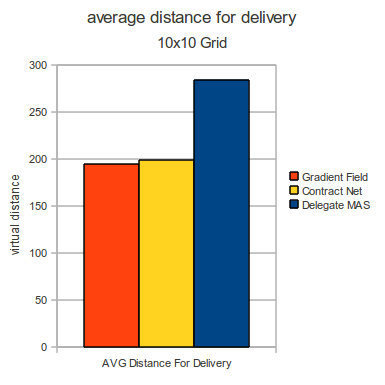 average distance for delivery
10x10 Grid
300
250
200
150
100
50
0
virtual distance
AVG Distance For Delivery
Gradient Field
Contract Net
Delegate MAS